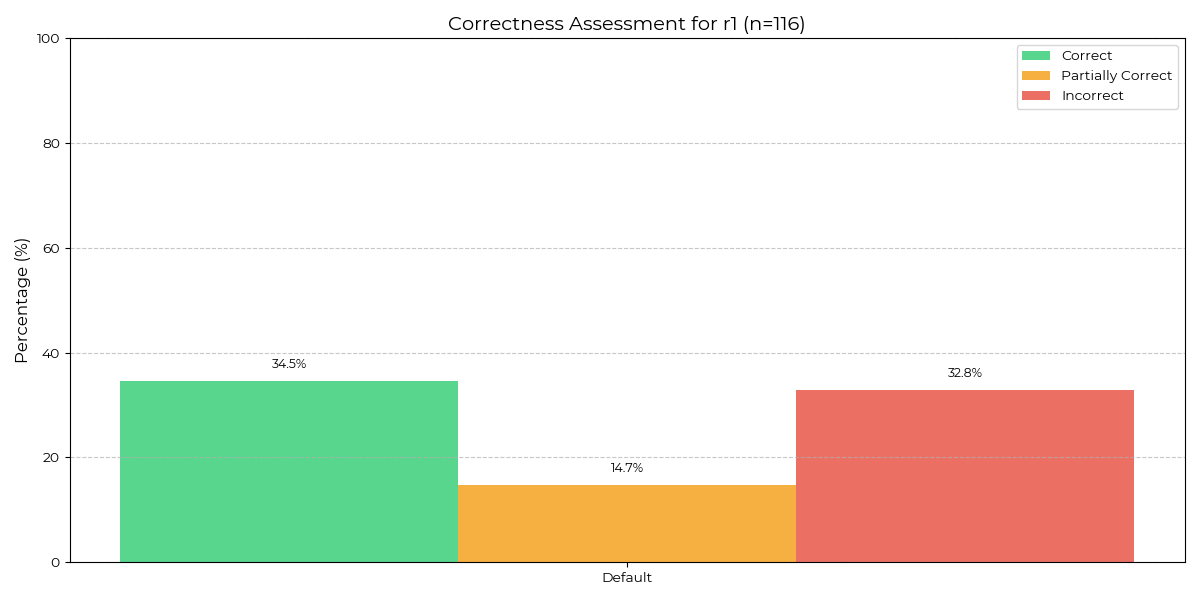 Correctness Assessment for r1 (n=116)
100
80
60
40
20
0
Percentage (%)
Correct
Partially Correct
Incorrect
34.5%
14.7%
32.8%
Default